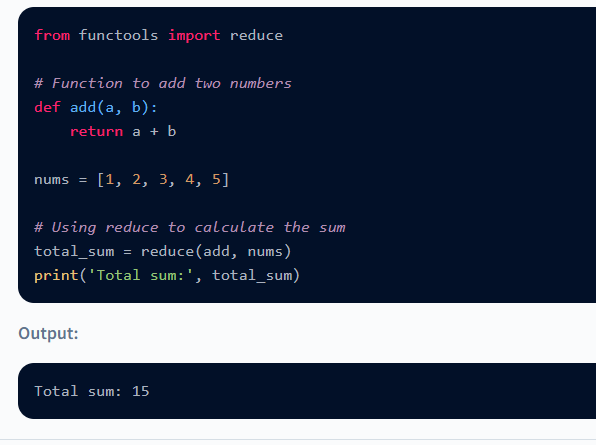 from functools import reduce
# Function to add two numbers
def add(a, b):
    return a + b
nums = [1, 2, 3, 4, 5]
# Using reduce to calculate the sum
total_sum = reduce(add, nums)
print('Total sum:', total_sum)
Output:
Total sum: 15